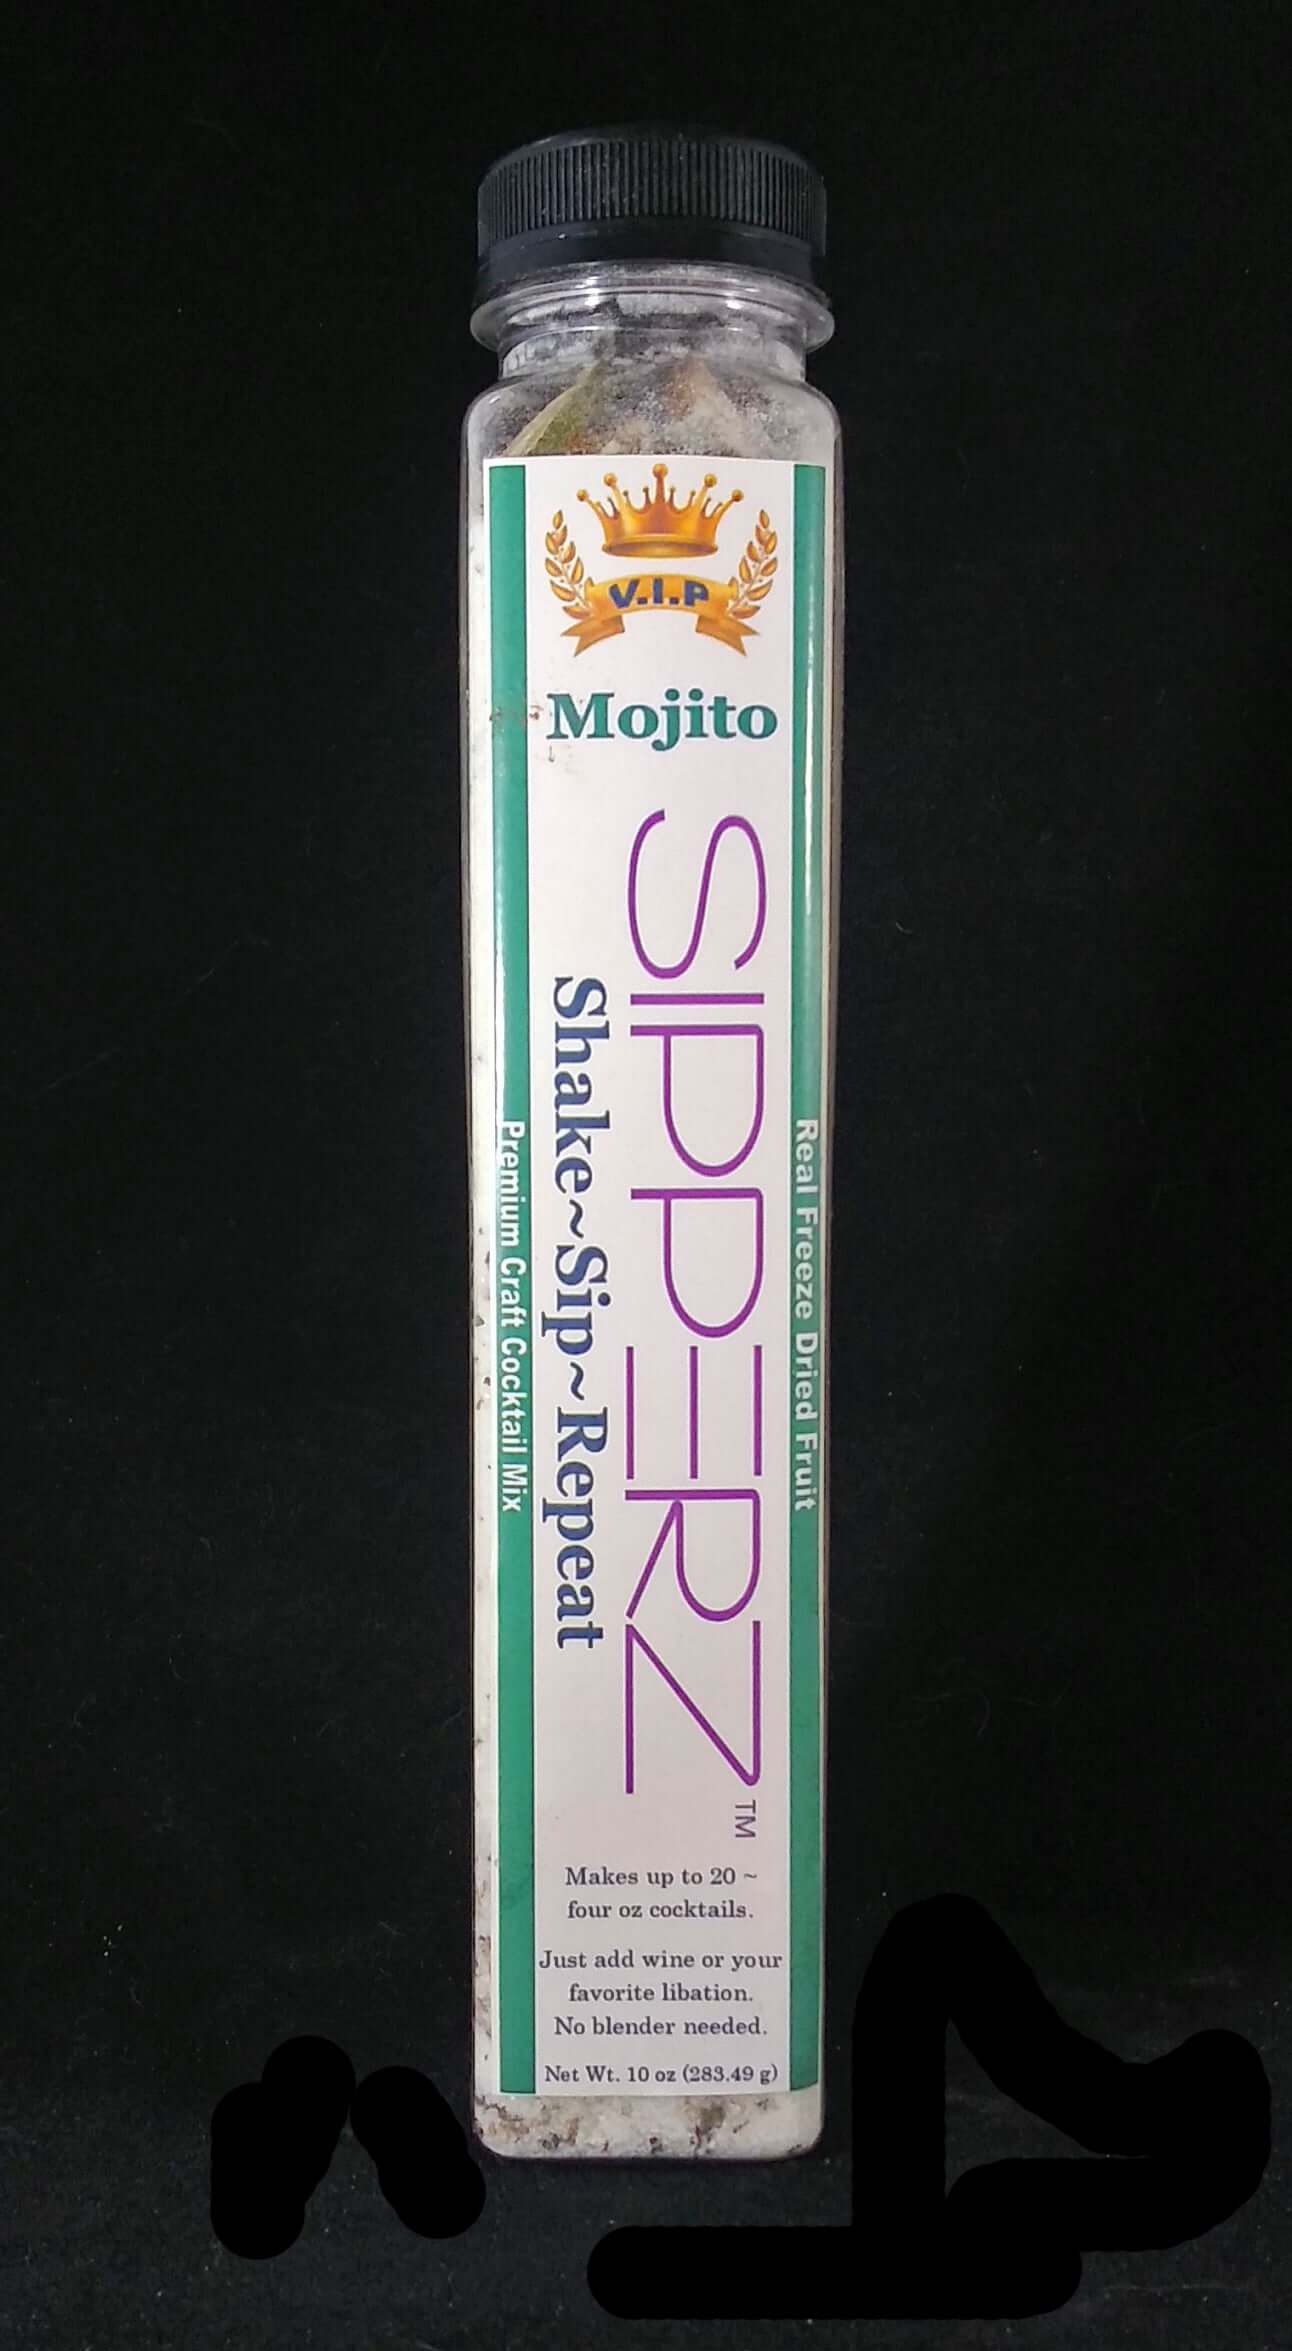 V.I.P
Mojito
SIPPERZ™
Shake~Sip~Repeat
Real Freeze Dried Fruit
Premium Craft Cocktail Mix
Makes up to 20 ~
four oz cocktails.
Just add wine or your
favorite libation.
No blender needed.
Net Wt. 10 oz (283.49 g)